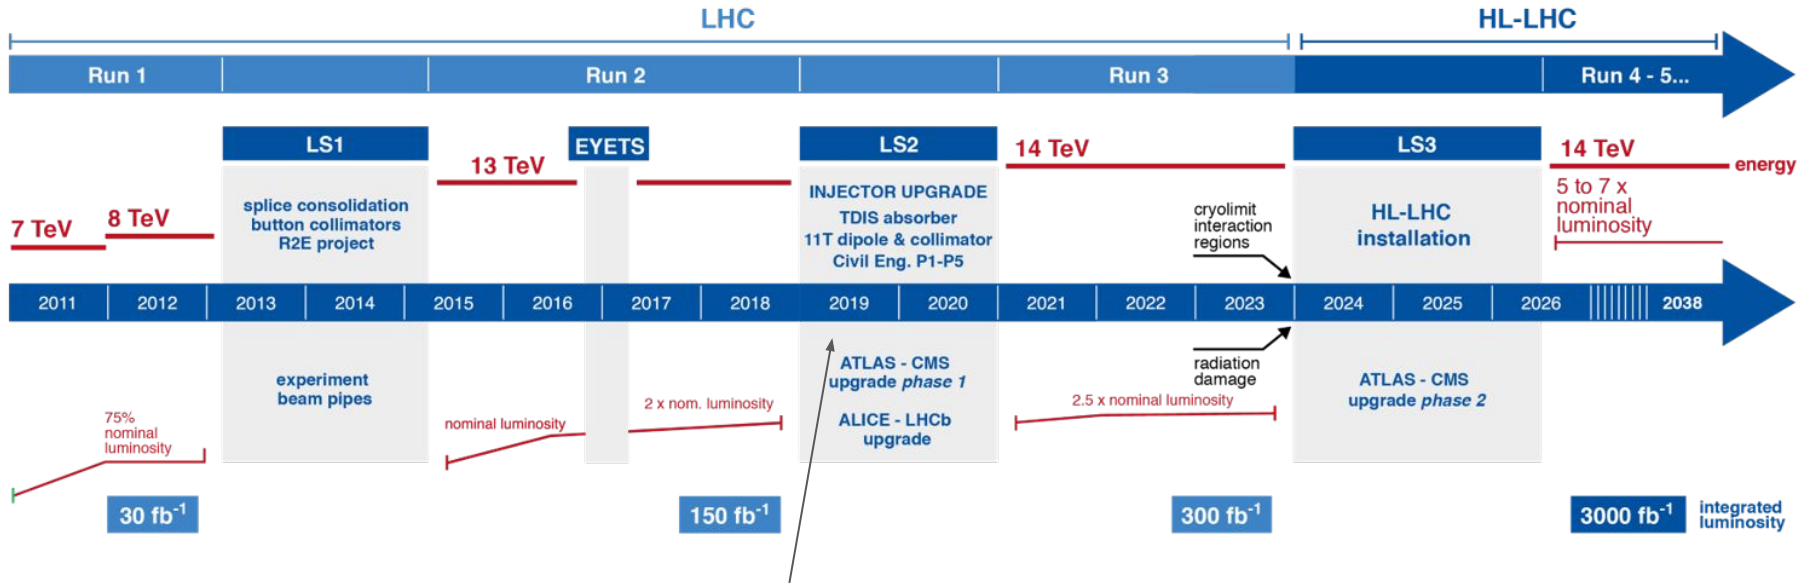 LHC
HL-LHC
Run 1
Run 2
Run 3
Run 4 - 5...
LS1
EYETS
LS2
LS3
7 TeV
8 TeV
13 TeV
14 TeV
14 TeV
energy
splice consolidation
button collimators
R2E project
INJECTOR UPGRADE
TDIS absorber
11T dipole & collimator
Civil Eng. P1-P5
cryolimit
interaction
regions
HL-LHC
installation
5 to 7 x
nominal
luminosity
2011
2012
2013
2014
2015
2016
2017
2018
2019
2020
2021
2022
2023
2024
2025
2026
2038
75%
nominal
luminosity
experiment
beam pipes
nominal luminosity
2 x nom. luminosity
ATLAS - CMS
upgrade phase 1
ALICE - LHCb
upgrade
radiation
damage
2.5 x nominal luminosity
ATLAS - CMS
upgrade phase 2
30 fb⁻¹
150 fb⁻¹
300 fb⁻¹
3000 fb⁻¹
integrated
luminosity